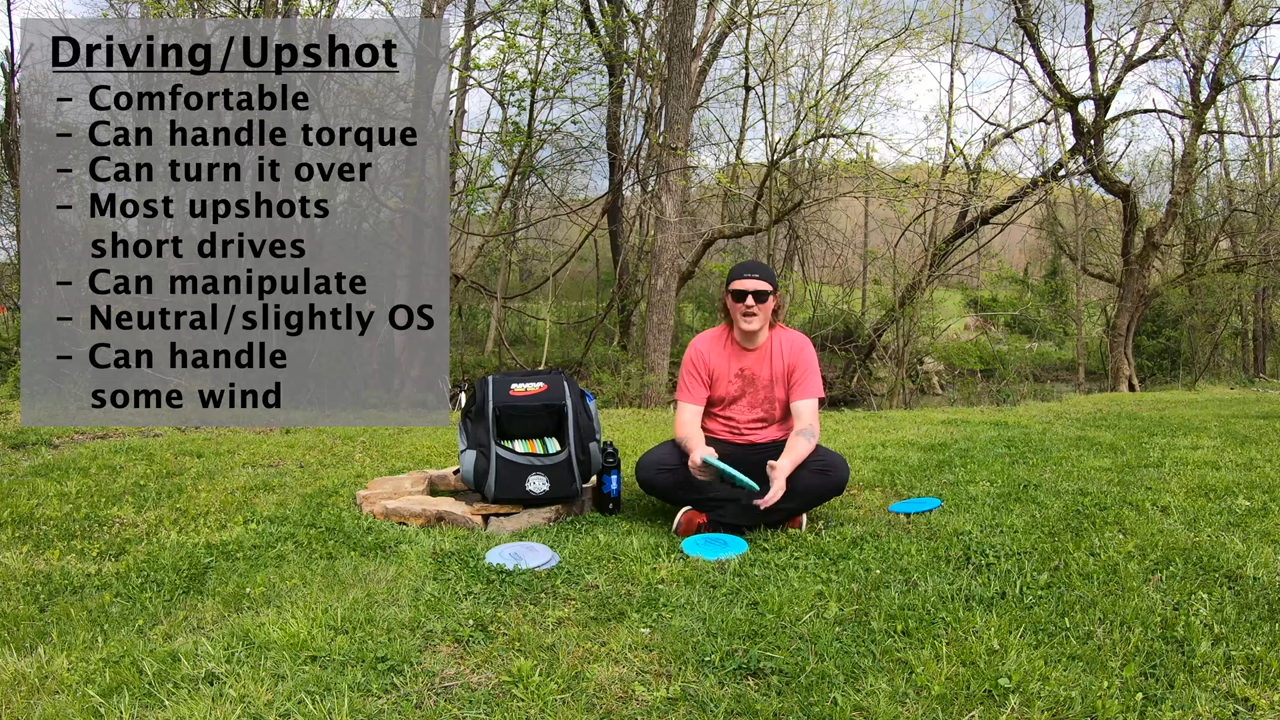 Driving/Upshot
- Comfortable
- Can handle torque
- Can turn it over
- Most upshots
short drives
- Can manipulate
- Neutral/slightly OS
- Can handle
some wind
INNOVA